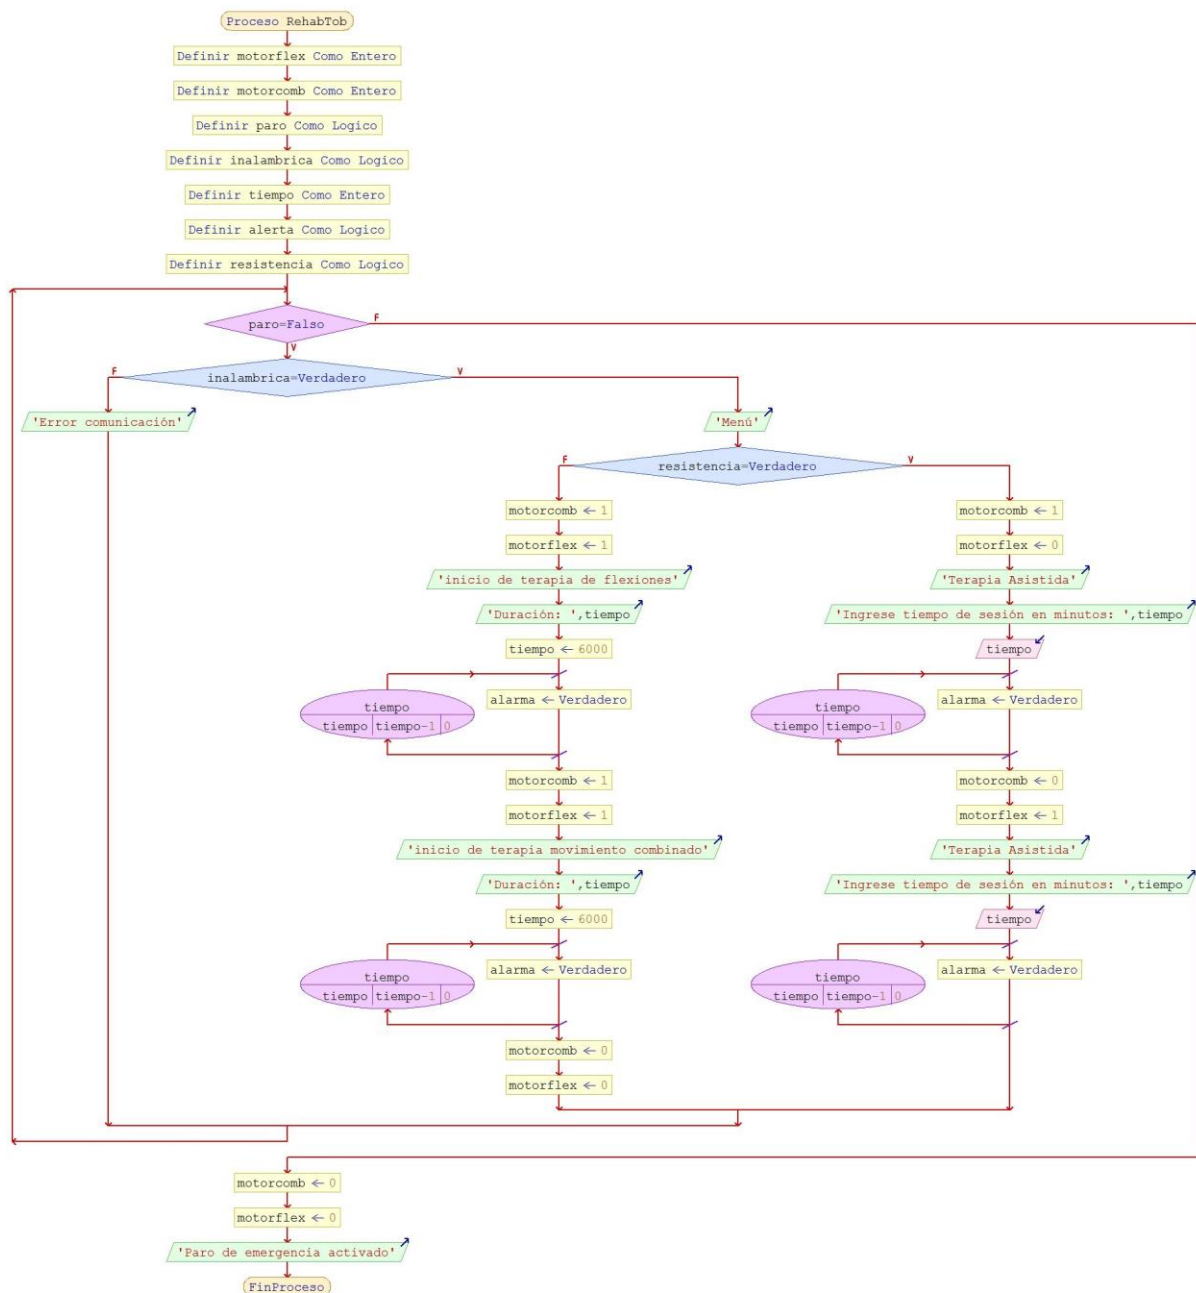 Proceso RehabTob
Definir motorflex Como Entero
Definir motorcomb Como Entero
Definir paro Como Logico
Definir inalambrica Como Logico
Definir tiempo Como Entero
Definir alerta Como Logico
Definir resistencia Como Logico
paro=Falso
F
V
inalambrica=Verdadero
F
V
'Error comunicación'
'Menú'
resistencia=Verdadero
F
V
motorcomb ← 1
motorflex ← 1
'inicio de terapia de flexiones'
'Duración: ',tiempo
tiempo ← 6000
alarma ← Verdadero
tiempo
tiempo tiempo-1 0
motorcomb ← 1
motorflex ← 1
'inicio de terapia movimiento combinado'
'Duración: ',tiempo
tiempo ← 6000
alarma ← Verdadero
tiempo
tiempo tiempo-1 0
motorcomb ← 0
motorflex ← 0
motorcomb ← 1
motorflex ← 0
'Terapia Asistida'
'Ingrese tiempo de sesión en minutos: ',tiempo
tiempo
alarma ← Verdadero
tiempo
tiempo tiempo-1 0
motorcomb ← 0
motorflex ← 1
'Terapia Asistida'
'Ingrese tiempo de sesión en minutos: ',tiempo
tiempo
alarma ← Verdadero
tiempo
tiempo tiempo-1 0
motorcomb ← 0
motorflex ← 0
'Paro de emergencia activado'
FinProceso